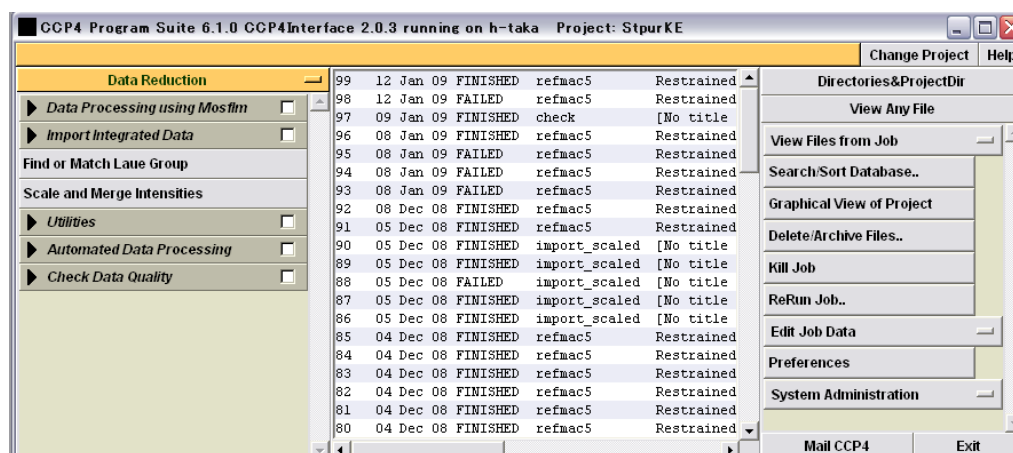 CCP4 Program Suite 6.1.0 CCP4Interface 2.0.3 running on h-taka Project: StpurKE
Change Project Help
Data Reduction
Data Processing using Mosflm
Import Integrated Data
Find or Match Laue Group
Scale and Merge Intensities
Utilities
Automated Data Processing
Check Data Quality
99 12 Jan 09 FINISHED refmac5 Restrained
98 12 Jan 09 FAILED refmac5 Restrained
97 09 Jan 09 FINISHED check [No title
96 08 Jan 09 FINISHED refmac5 Restrained
95 08 Jan 09 FAILED refmac5 Restrained
94 08 Jan 09 FAILED refmac5 Restrained
93 08 Jan 09 FAILED refmac5 Restrained
92 08 Dec 08 FINISHED refmac5 Restrained
91 05 Dec 08 FINISHED refmac5 Restrained
90 05 Dec 08 FINISHED import_scaled [No title
89 05 Dec 08 FINISHED import_scaled [No title
88 05 Dec 08 FAILED import_scaled [No title
87 05 Dec 08 FINISHED import_scaled [No title
86 05 Dec 08 FINISHED import_scaled [No title
85 04 Dec 08 FINISHED refmac5 Restrained
84 04 Dec 08 FINISHED refmac5 Restrained
83 04 Dec 08 FINISHED refmac5 Restrained
82 04 Dec 08 FINISHED refmac5 Restrained
81 04 Dec 08 FINISHED refmac5 Restrained
80 04 Dec 08 FINISHED refmac5 Restrained
Directories&ProjectDir
View Any File
View Files from Job
Search/Sort Database..
Graphical View of Project
Delete/Archive Files..
Kill Job
ReRun Job..
Edit Job Data
Preferences
System Administration
Mail CCP4 Exit